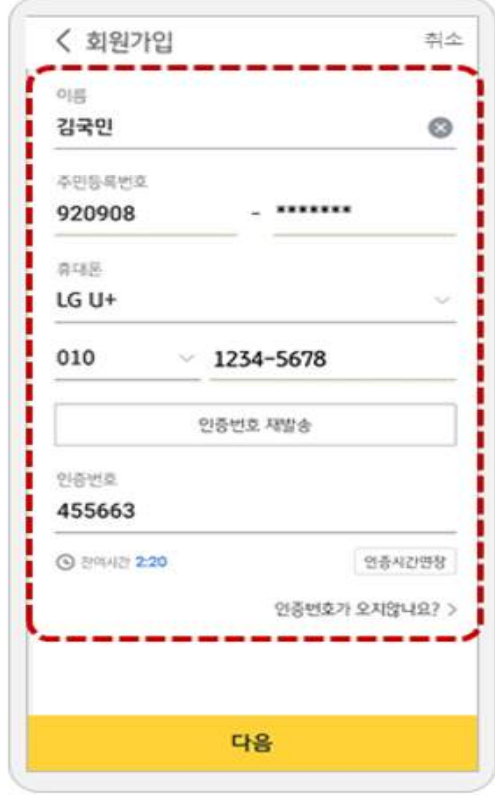 회원가입 취소
이름
김국민
주민등록번호
920908 - *******
휴대폰
LG U+
010 1234-5678
인증번호 재발송
인증번호
455663
잔여시간 2:20 인증시간연장
인증번호가 오지않나요? >
다음